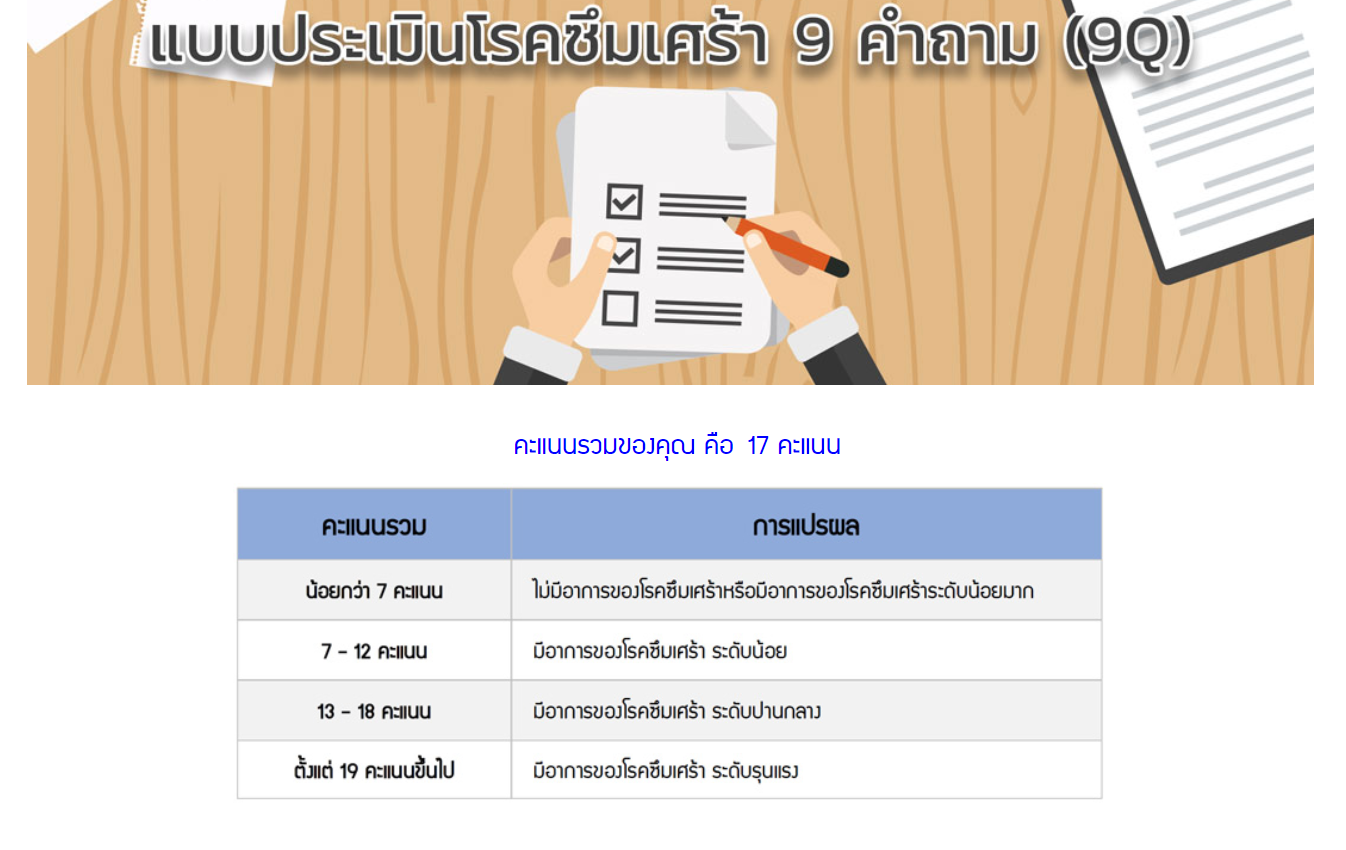 แบบประเมินโรคซึมเศร้า 9 คำถาม (9Q)
คะแนนรวมของคุณ คือ 17 คะแนน
คะแนนรวม การแปรผล
น้อยกว่า 7 คะแนน ไม่มีอาการของโรคซึมเศร้าหรือมีอาการของโรคซึมเศร้าระดับน้อยมาก
7 - 12 คะแนน มีอาการของโรคซึมเศร้า ระดับน้อย
13 - 18 คะแนน มีอาการของโรคซึมเศร้า ระดับปานกลาง
ตั้งแต่ 19 คะแนนขึ้นไป มีอาการของโรคซึมเศร้า ระดับรุนแรง